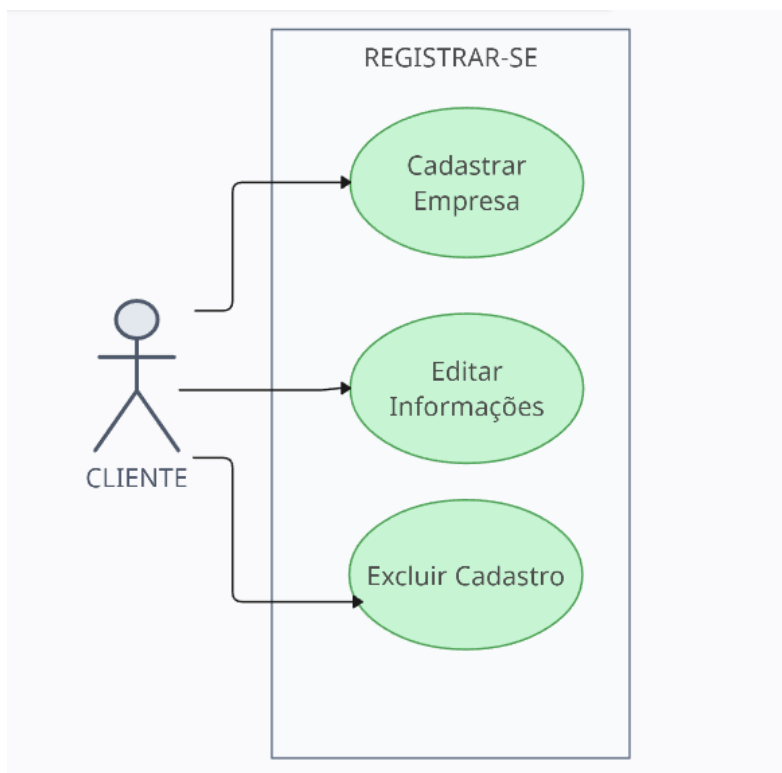 REGISTRAR-SE
Cadastrar
Empresa
Editar
Informações
CLIENTE
Excluir Cadastro